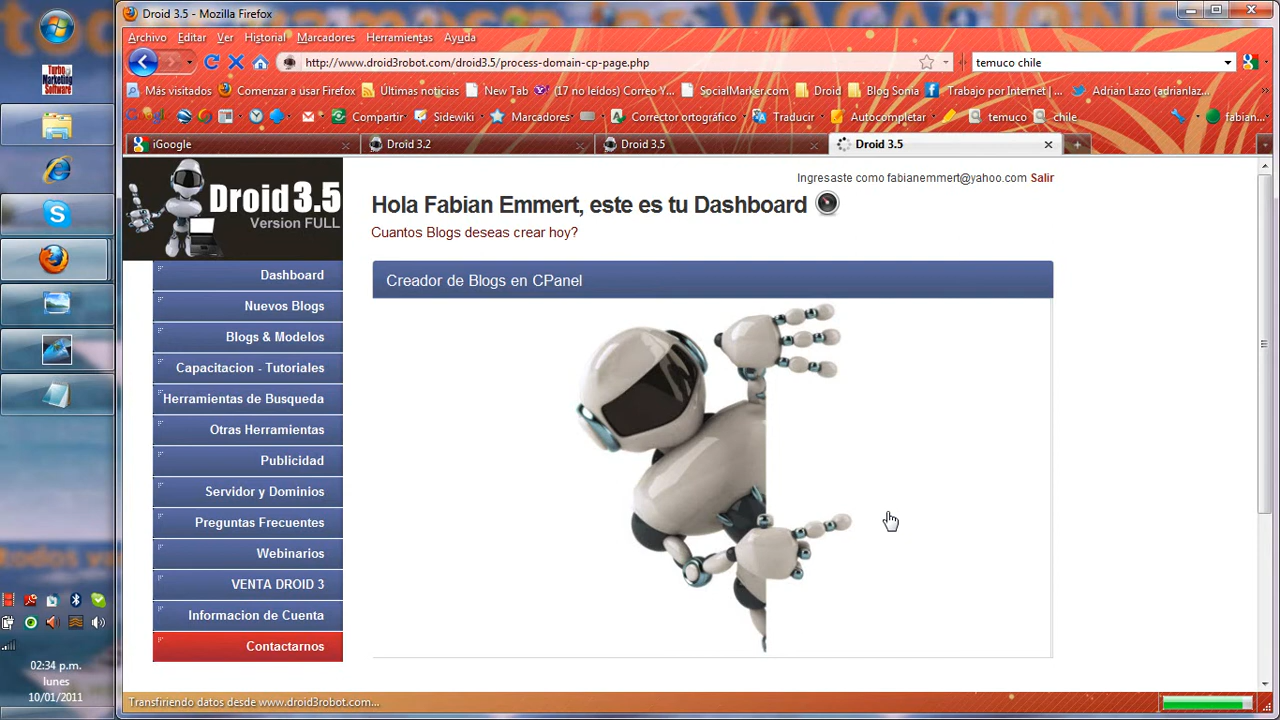 Droid 3.5 - Mozilla Firefox
Archivo Editar Ver Historial Marcadores Herramientas Ayuda
http://www.droid3robot.com/droid3.5/process-domain-cp-page.php
temuco chile
Más visitados Comenzar a usar Firefox Últimas noticias New Tab (17 no leídos) Correo Y... SocialMarker.com Droid Blog Sonia Trabajo por Internet |... Adrian Lazo (adrianlaz...
Google Compartir Sidewiki Marcadores Corrector ortográfico Traducir Autocompletar temuco chile fabian...
iGoogle Droid 3.2 Droid 3.5 Droid 3.5
Turbo Marketing Software
Droid 3.5
Version FULL
Ingresaste como fabianemmert@yahoo.com Salir
Hola Fabian Emmert, este es tu Dashboard
Cuantos Blogs deseas crear hoy?
Creador de Blogs en CPanel
Dashboard
Nuevos Blogs
Blogs & Modelos
Capacitacion - Tutoriales
Herramientas de Busqueda
Otras Herramientas
Publicidad
Servidor y Dominios
Preguntas Frecuentes
Webinarios
VENTA DROID 3
Informacion de Cuenta
Contactarnos
02:34 p.m.
lunes
10/01/2011
Transfiriendo datos desde www.droid3robot.com...